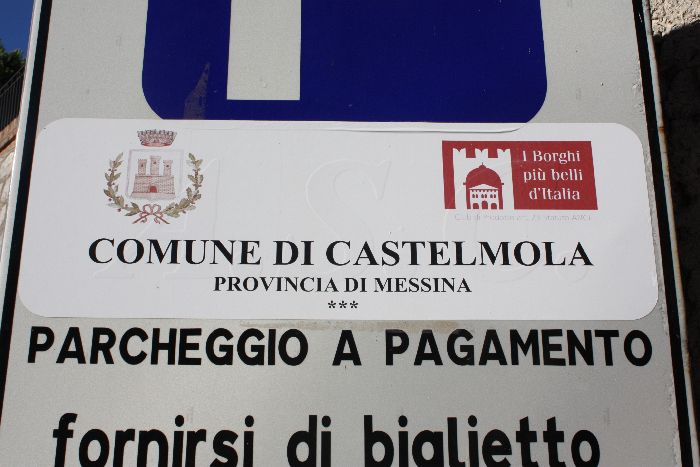 I Borghi
più belli
d'Italia
COMUNE DI CASTELMOLA
PROVINCIA DI MESSINA
***
PARCHEGGIO A PAGAMENTO
fornirsi di biglietto